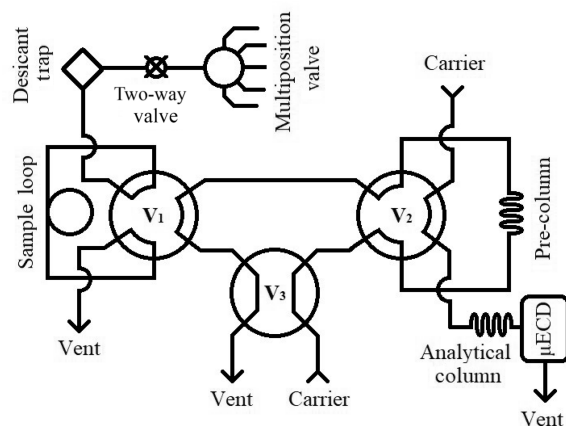 Desicant
trap
Two-way
valve
Multiposition
valve
Carrier
Sample loop
V1
V2
Pre-column
V3
Vent
Vent
Carrier
Analytical
column
μECD
Vent